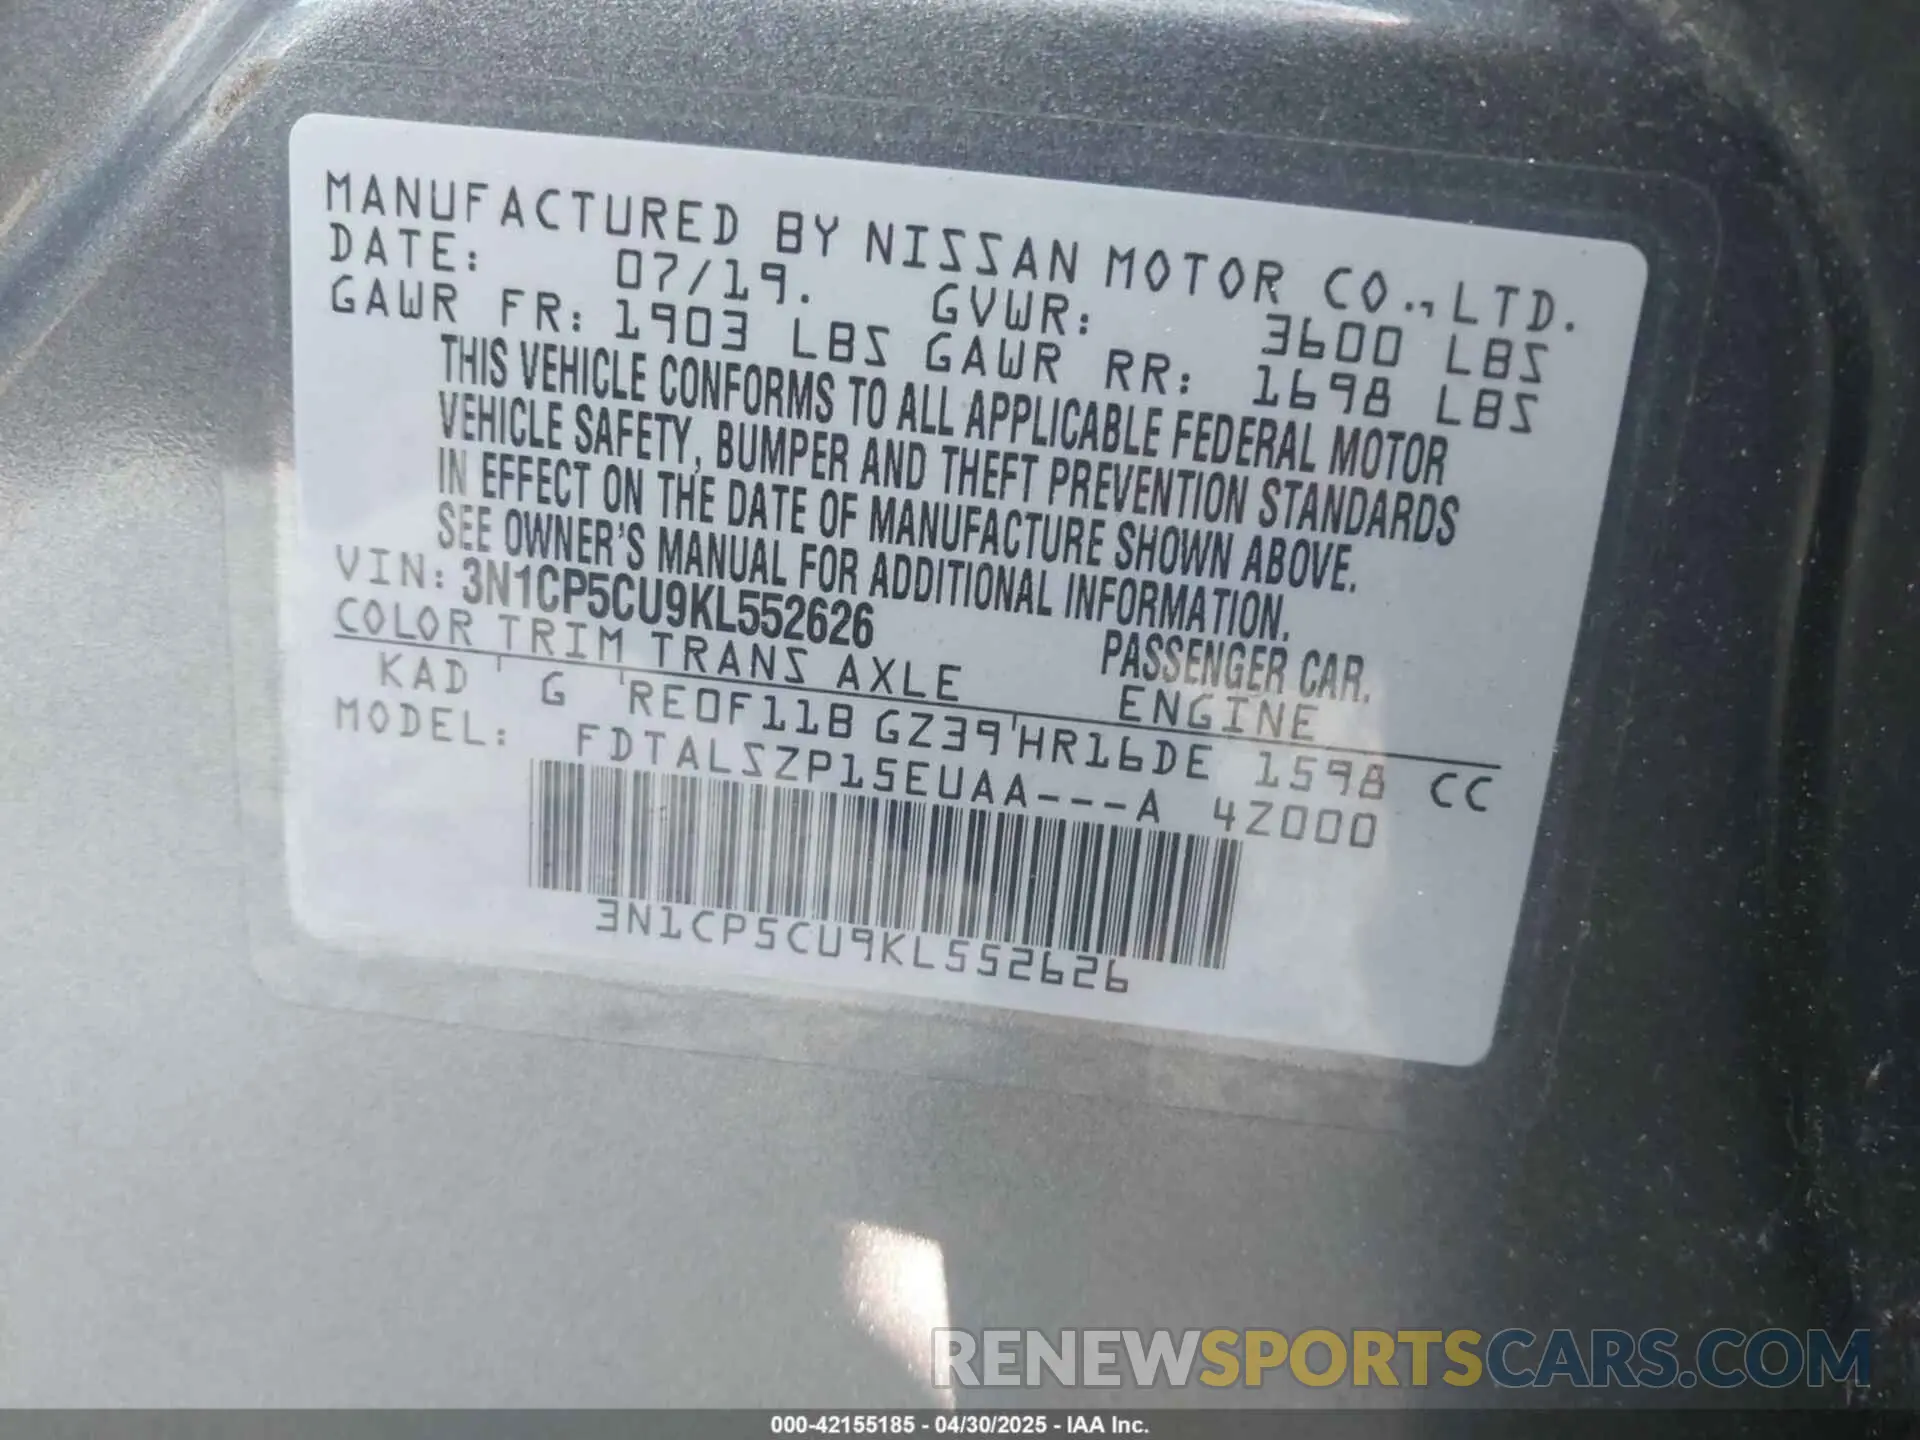 MANUFACTURED BY NISSAN MOTOR CO., LTD.
DATE: 07/19. GVWR: 3600 LBS
GAWR FR: 1903 LBS GAWR RR: 1698 LBS
THIS VEHICLE CONFORMS TO ALL APPLICABLE FEDERAL MOTOR
VEHICLE SAFETY, BUMPER AND THEFT PREVENTION STANDARDS
IN EFFECT ON THE DATE OF MANUFACTURE SHOWN ABOVE.
SEE OWNER'S MANUAL FOR ADDITIONAL INFORMATION.
VIN: 3N1CP5CU9KL552626 PASSENGER CAR.
COLOR TRIM TRANS AXLE ENGINE
KAD G RE0F11B GZ39 HR16DE 1598 CC
MODEL: FDTALSZP15EUAA---A 4Z000
3N1CP5CU9KL552626
RENEWSPORTSCARS.COM
000-42155185 - 04/30/2025 - IAA Inc.